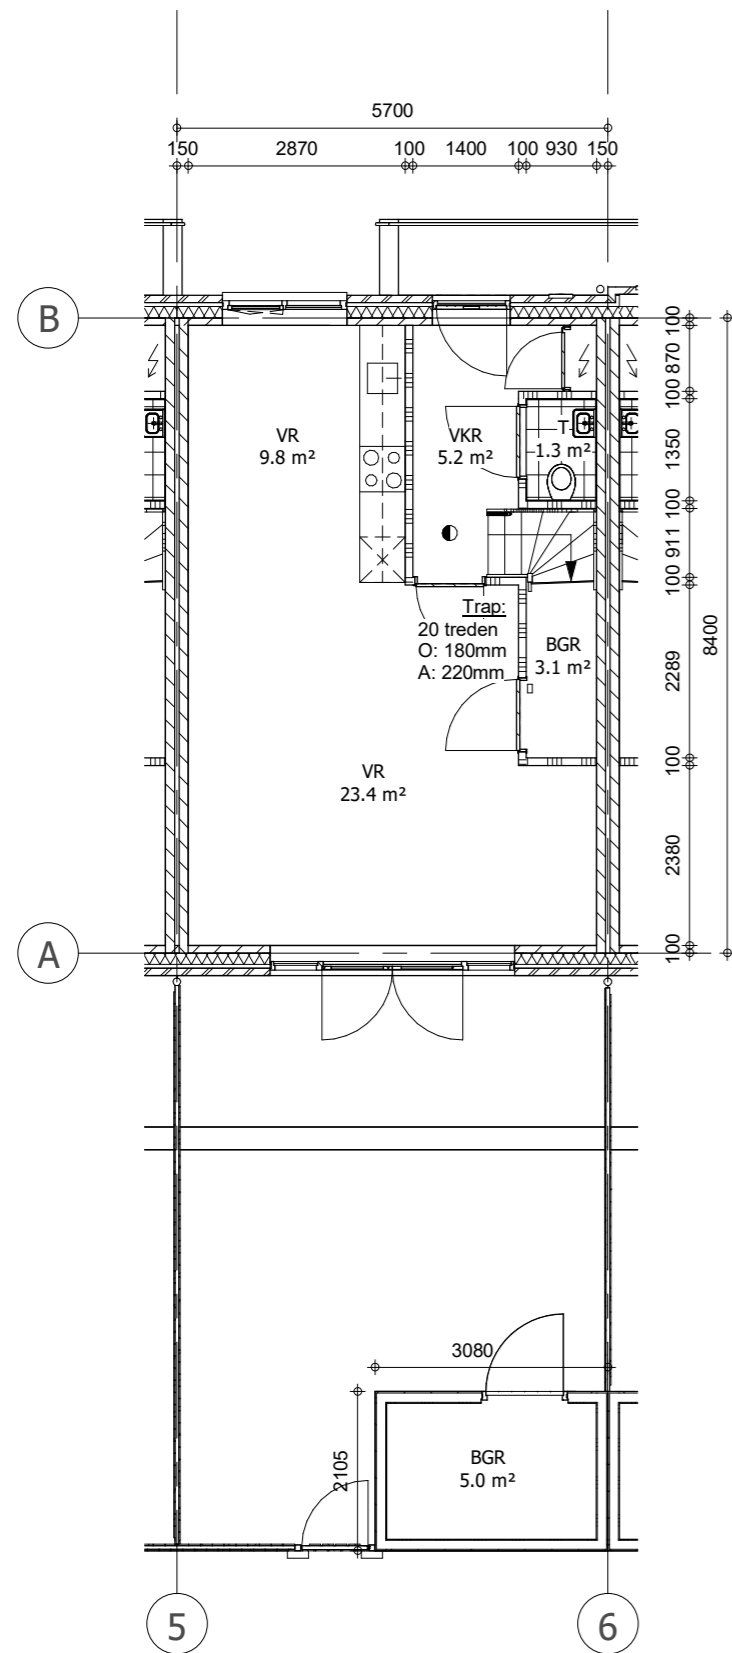 5700
150 2870 100 1400 100 930 150
B
100
870
100
1350
100
911
100
2289
100
2380
100
8400
VR
9.8 m²
VKR
5.2 m²
T
1.3 m²
Trap:
20 treden
O: 180mm
A: 220mm
BGR
3.1 m²
VR
23.4 m²
A
3080
2105
BGR
5.0 m²
5
6